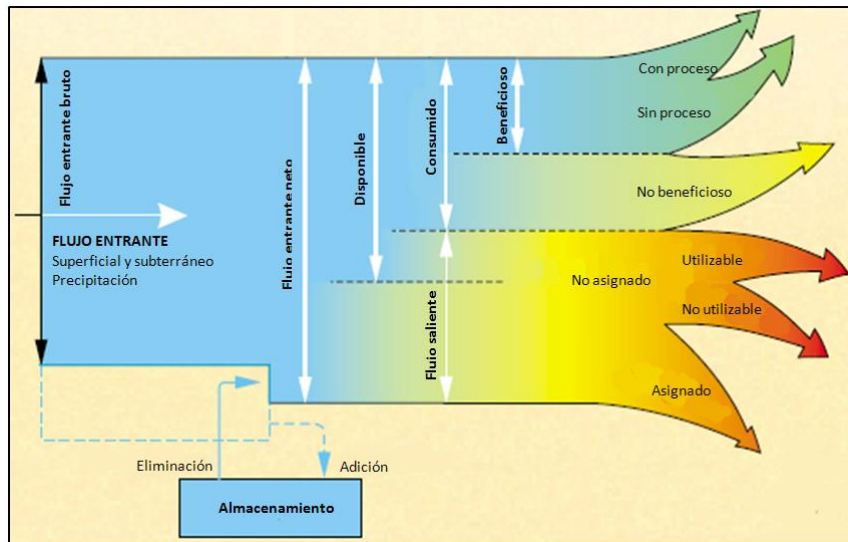 Flujo entrante bruto
FLUJO ENTRANTE
Superficial y subterráneo
Precipitación
Flujo entrante neto
Disponible
Consumido
Beneficioso
Flujo saliente
Con proceso
Sin proceso
No beneficioso
No asignado
Utilizable
No utilizable
Asignado
Eliminación
Adición
Almacenamiento